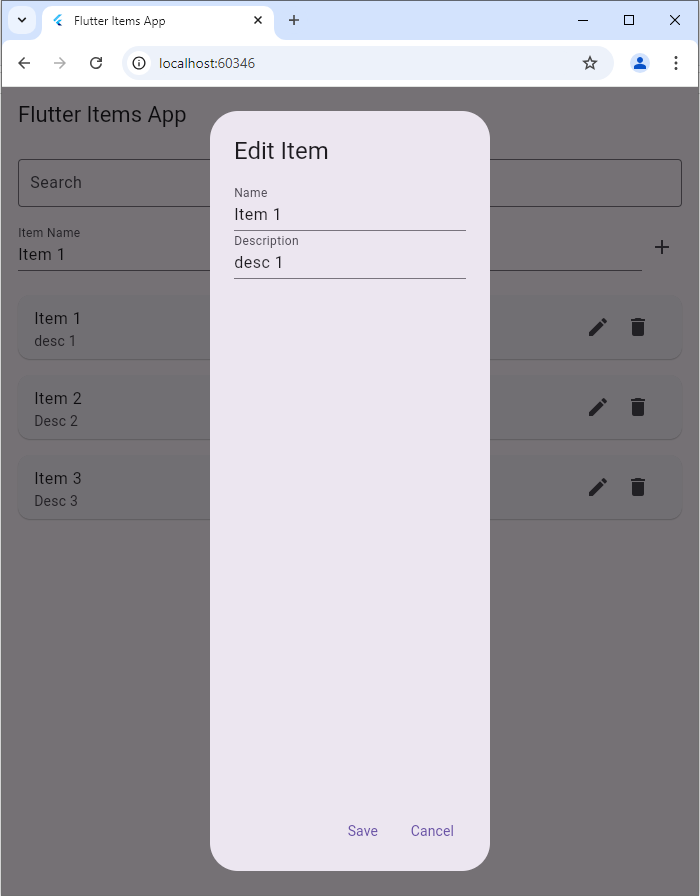 Flutter Items App
localhost:60346
Flutter Items App
Search
Item Name
Item 1
Item 1
desc 1
Item 2
Desc 2
Item 3
Desc 3
Edit Item
Name
Item 1
Description
desc 1
Save Cancel